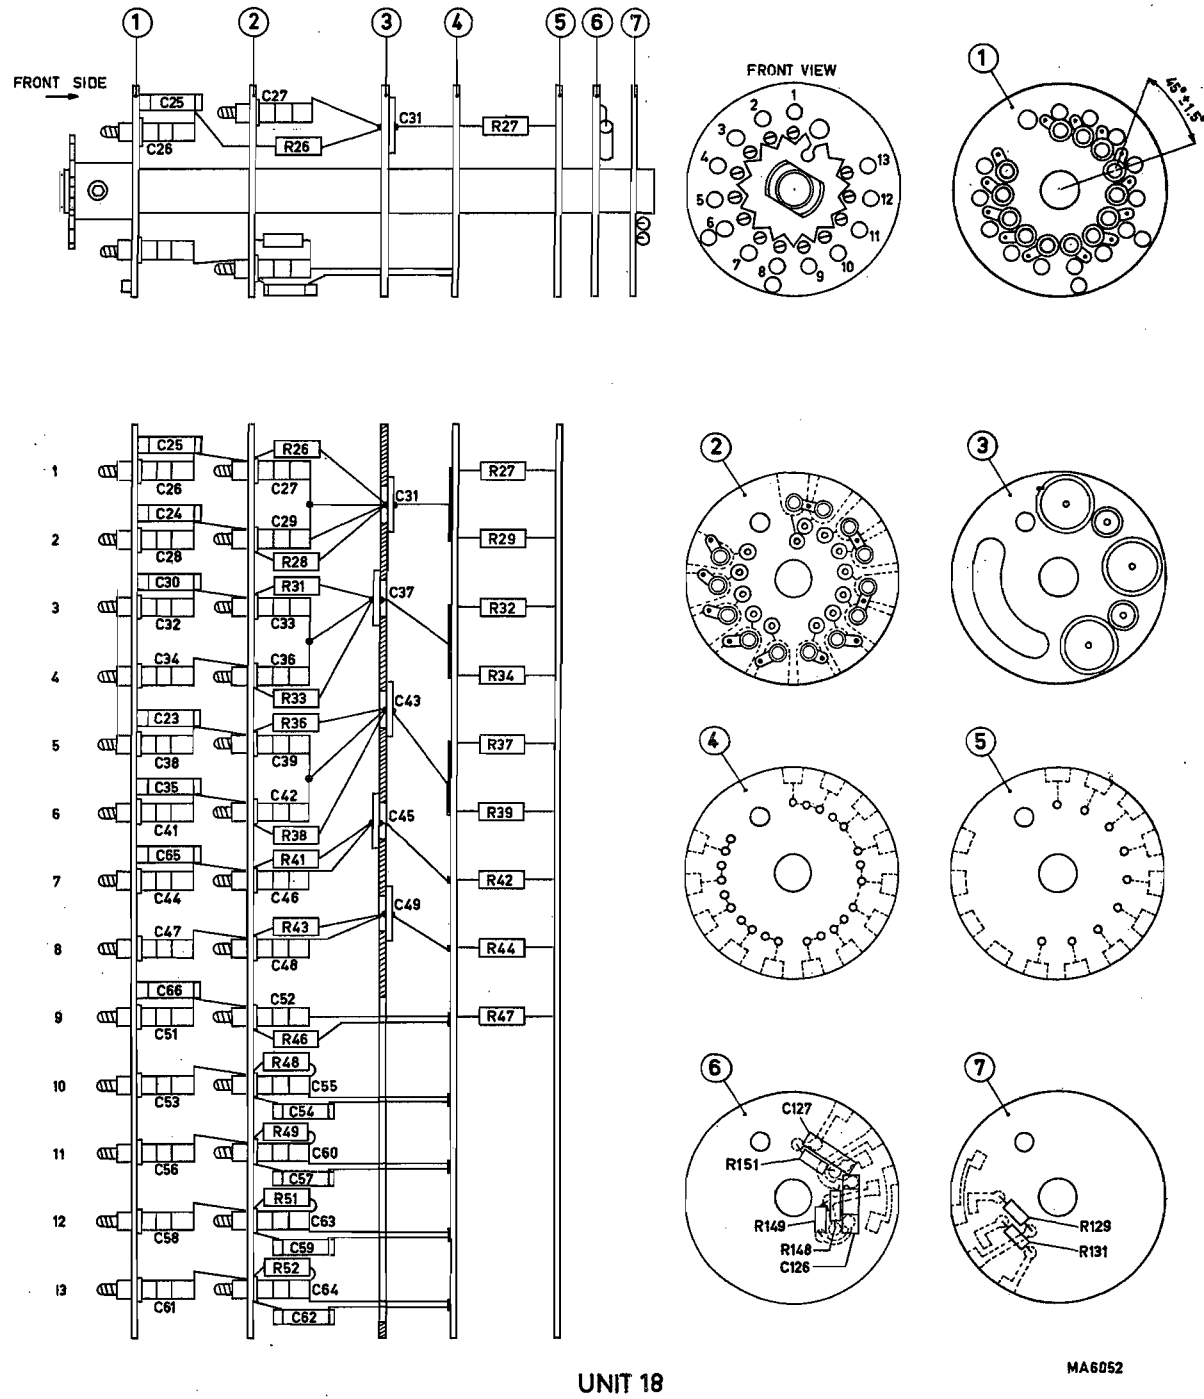 1 2 3 4 5 6 7
FRONT SIDE
C25
C26
R26
C27
C31
R27
FRONT VIEW
1
2
3
4
5
6
7
8
9
10
11
12
13
1
45°±1.5°
1
C25
C26
R26
C27
C31
R27
2
C24
C28
C29
R28
R29
3
C30
C32
R31
C33
C37
R32
4
C34
C36
R33
R34
5
C23
C38
R36
C39
C43
R37
6
C35
C41
C42
R38
R39
7
C65
C44
R41
C46
C45
R42
8
C47
R43
C48
C49
R44
9
C66
C51
C52
R46
R47
10
C53
R48
C55
C54
11
C56
R49
C60
C57
12
C58
R51
C63
C59
13
C61
R52
C64
C62
2
3
4
5
6
C127
R151
R149
R148
C126
7
R129
R131
MA6052
UNIT 18